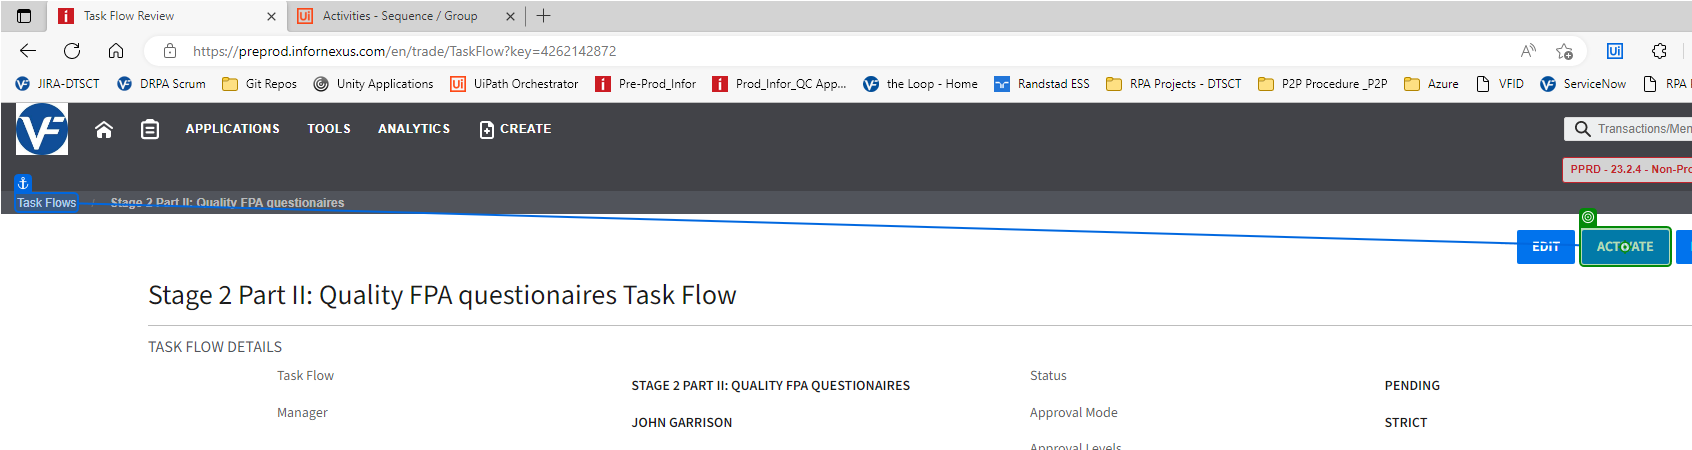 Task Flow Review
Activities - Sequence / Group
https://preprod.infornexus.com/en/trade/TaskFlow?key=4262142872
JIRA-DTSCT DRPA Scrum Git Repos Unity Applications UiPath Orchestrator Pre-Prod_Infor Prod_Infor_QC App... the Loop - Home Randstad ESS RPA Projects - DTSCT P2P Procedure _P2P Azure VFID ServiceNow RPA
VF APPLICATIONS TOOLS ANALYTICS CREATE Transactions/Mem
PPRD - 23.2.4 - Non-Pro
Task Flows / Stage 2 Part II: Quality FPA questionaires
EDIT ACTIVATE
Stage 2 Part II: Quality FPA questionaires Task Flow
TASK FLOW DETAILS
Task Flow STAGE 2 PART II: QUALITY FPA QUESTIONAIRES Status PENDING
Manager JOHN GARRISON Approval Mode STRICT
Approval Levels